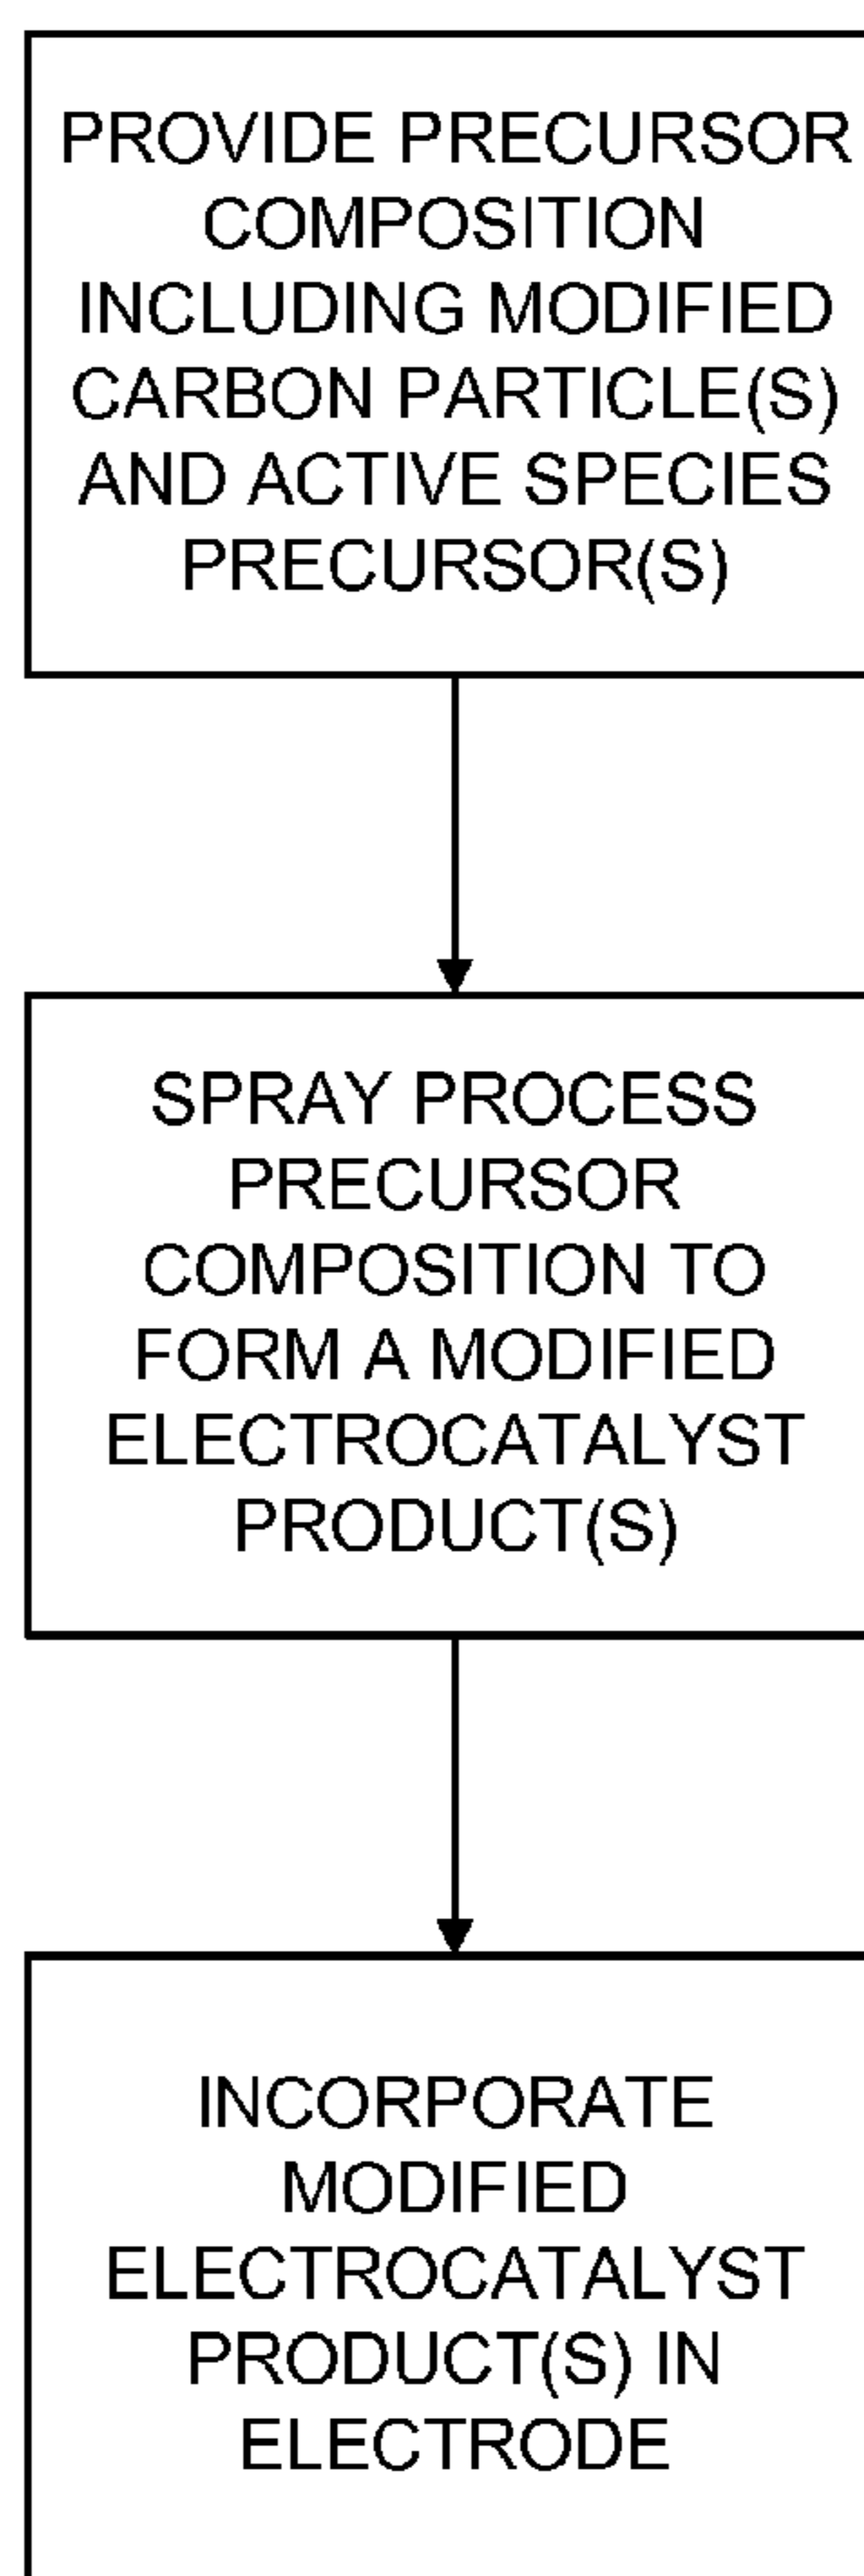 PROVIDE PRECURSOR
COMPOSITION
INCLUDING MODIFIED
CARBON PARTICLE(S)
AND ACTIVE SPECIES
PRECURSOR(S)
SPRAY PROCESS
PRECURSOR
COMPOSITION TO
FORM A MODIFIED
ELECTROCATALYST
PRODUCT(S)
INCORPORATE
MODIFIED
ELECTROCATALYST
PRODUCT(S) IN
ELECTRODE